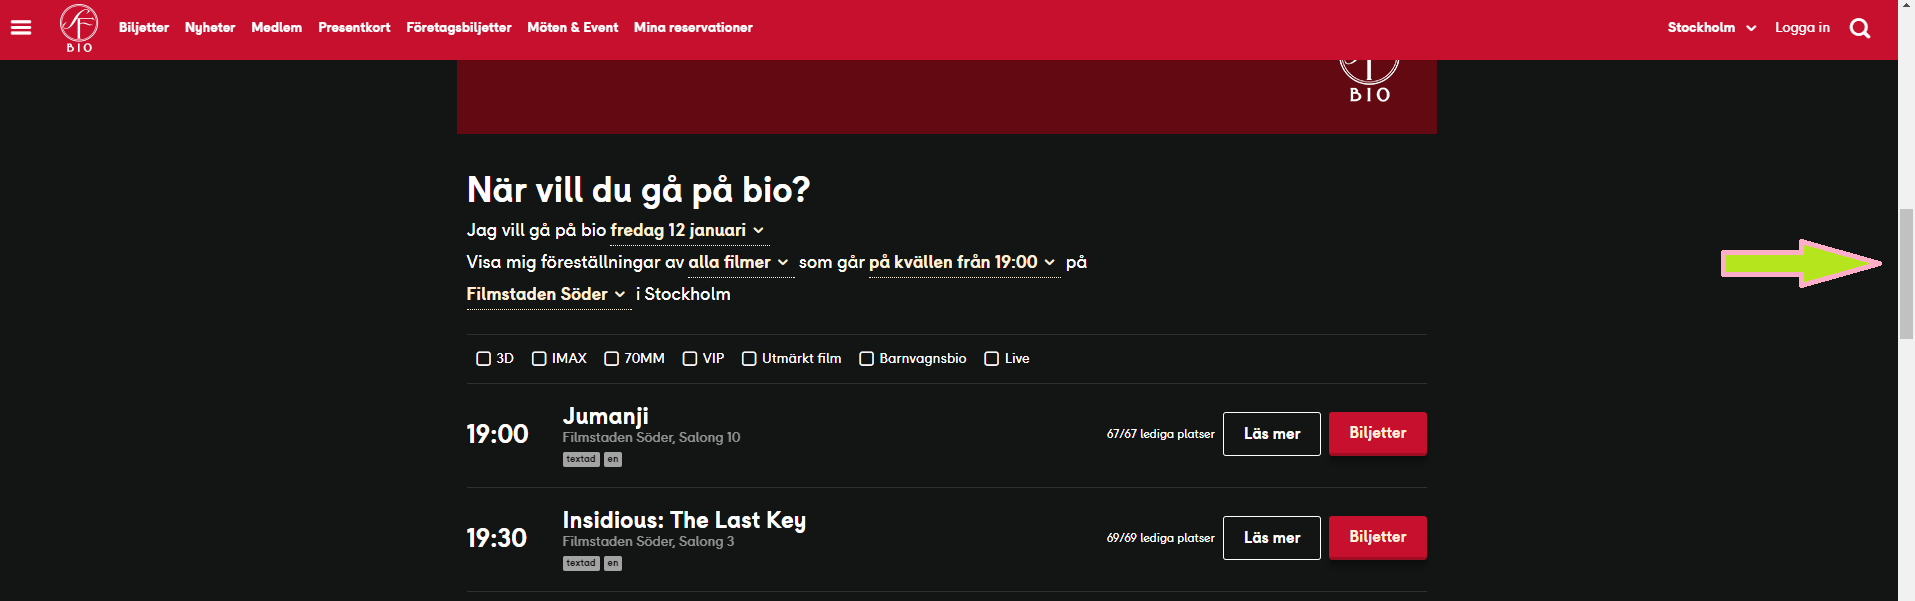 BIO Biljetter Nyheter Medlem Presentkort Företagsbiljetter Möten & Event Mina reservationer Stockholm Logga in
BIO
När vill du gå på bio?
Jag vill gå på bio fredag 12 januari
Visa mig föreställningar av alla filmer som går på kvällen från 19:00 på
Filmstaden Söder i Stockholm
3D IMAX 70MM VIP Utmärkt film Barnvagnsbio Live
Jumanji
19:00 Filmstaden Söder, Salong 10 67/67 lediga platser Läs mer Biljetter
textad en
Insidious: The Last Key
19:30 Filmstaden Söder, Salong 3 69/69 lediga platser Läs mer Biljetter
textad en